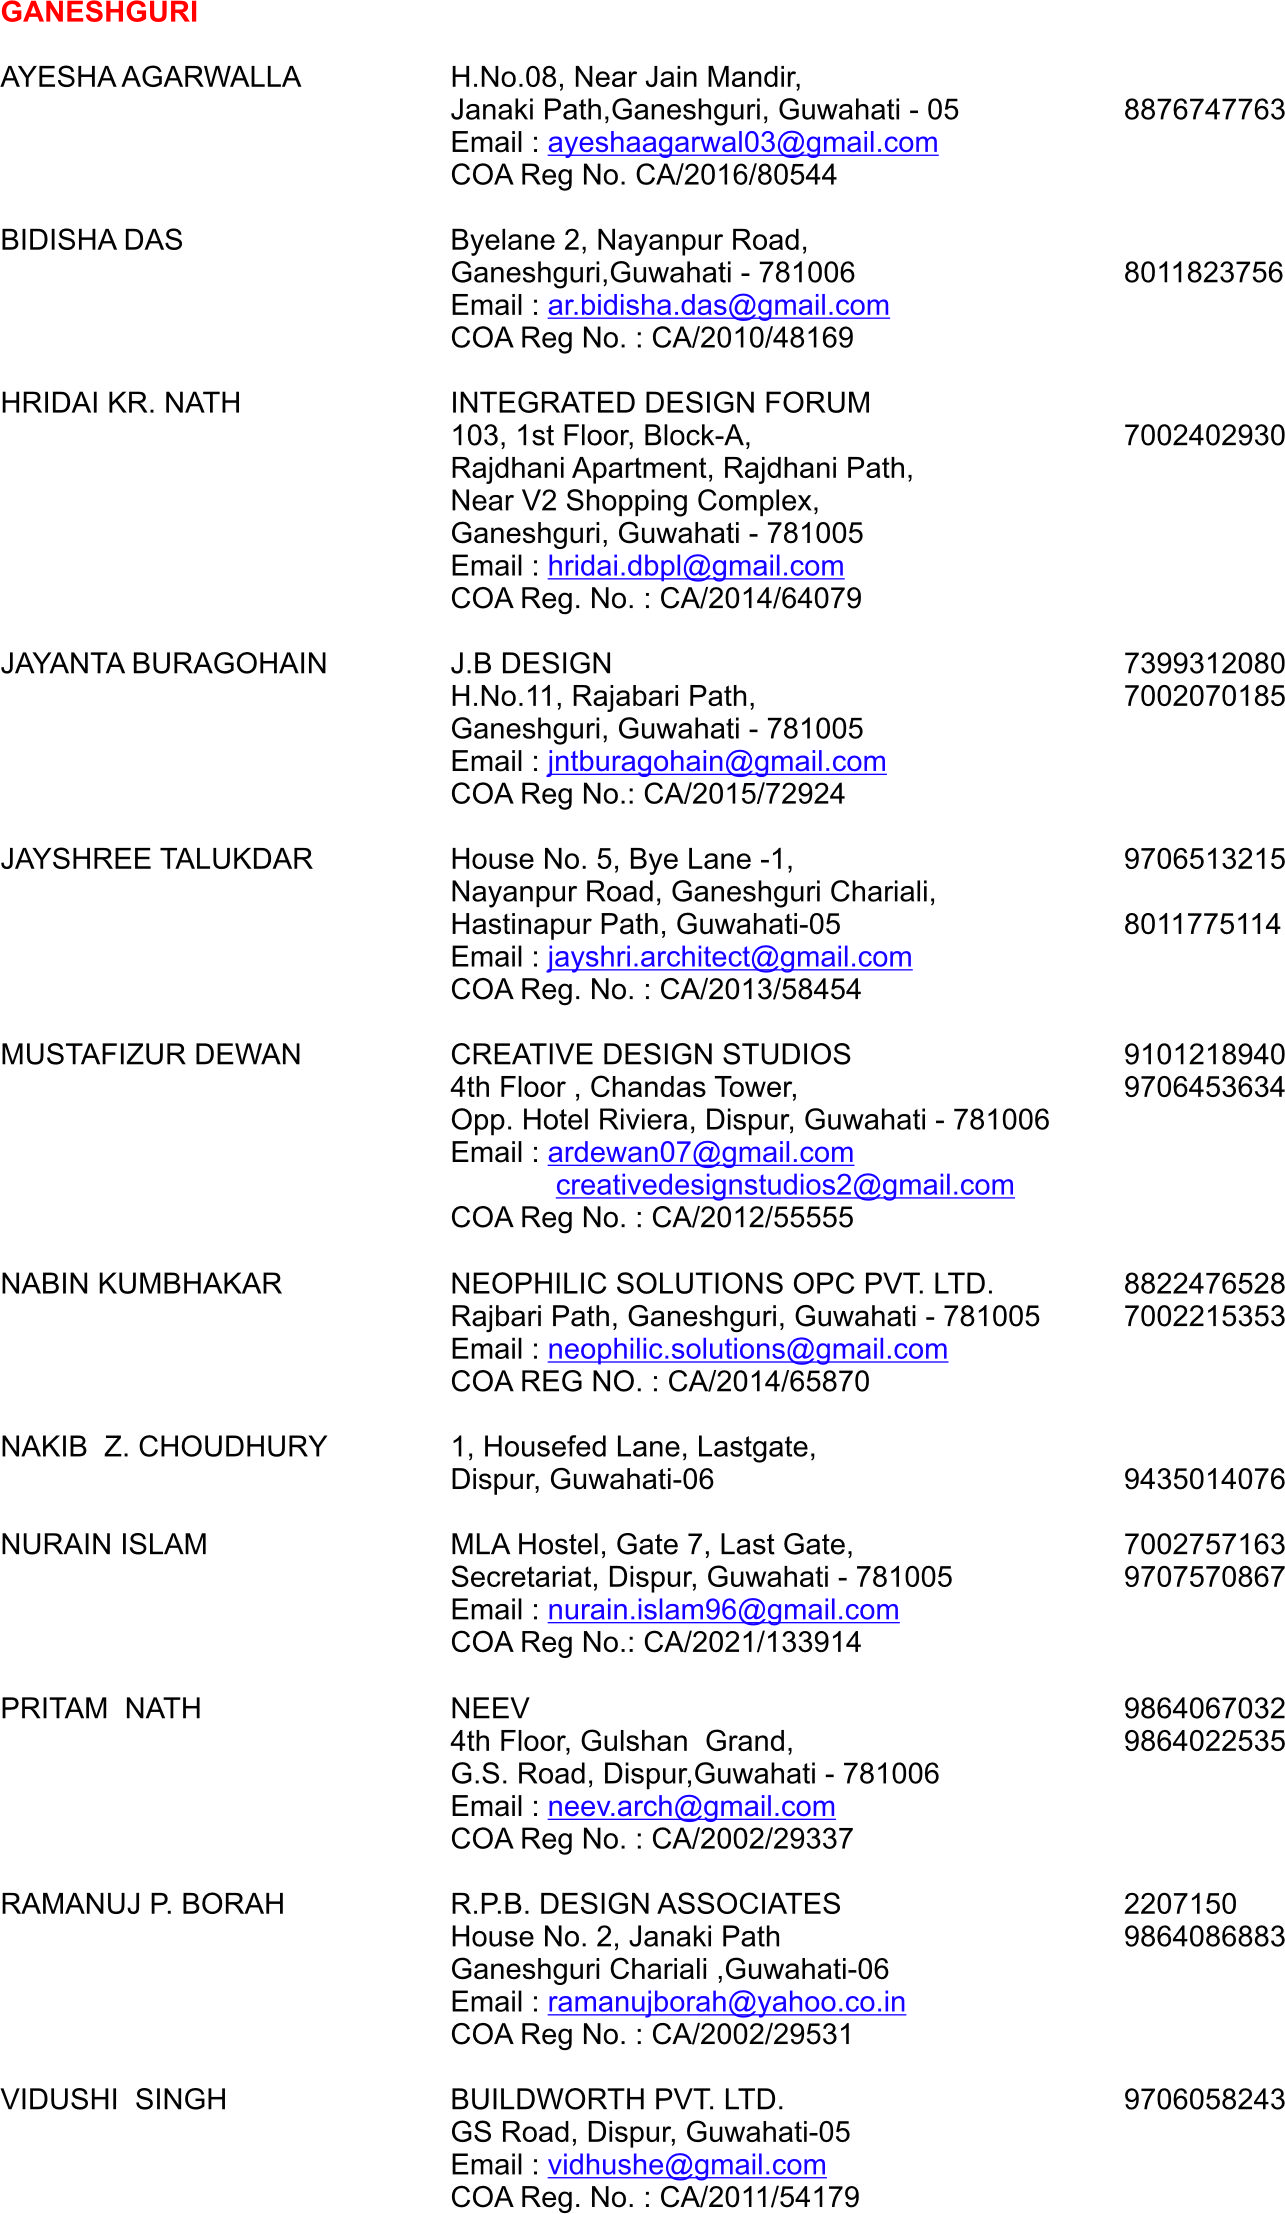 GANESHGURI
AYESHA AGARWALLA H.No.08, Near Jain Mandir,
Janaki Path,Ganeshguri, Guwahati - 05 8876747763
Email : ayeshaagarwal03@gmail.com
COA Reg No. CA/2016/80544
BIDISHA DAS Byelane 2, Nayanpur Road,
Ganeshguri,Guwahati - 781006 8011823756
Email : ar.bidisha.das@gmail.com
COA Reg No. : CA/2010/48169
HRIDAI KR. NATH INTEGRATED DESIGN FORUM
103, 1st Floor, Block-A, 7002402930
Rajdhani Apartment, Rajdhani Path,
Near V2 Shopping Complex,
Ganeshguri, Guwahati - 781005
Email : hridai.dbpl@gmail.com
COA Reg. No. : CA/2014/64079
JAYANTA BURAGOHAIN J.B DESIGN 7399312080
H.No.11, Rajabari Path, 7002070185
Ganeshguri, Guwahati - 781005
Email : jntburagohain@gmail.com
COA Reg No.: CA/2015/72924
JAYSHREE TALUKDAR House No. 5, Bye Lane -1, 9706513215
Nayanpur Road, Ganeshguri Chariali,
Hastinapur Path, Guwahati-05 8011775114
Email : jayshri.architect@gmail.com
COA Reg. No. : CA/2013/58454
MUSTAFIZUR DEWAN CREATIVE DESIGN STUDIOS 9101218940
4th Floor , Chandas Tower, 9706453634
Opp. Hotel Riviera, Dispur, Guwahati - 781006
Email : ardewan07@gmail.com
creativedesignstudios2@gmail.com
COA Reg No. : CA/2012/55555
NABIN KUMBHAKAR NEOPHILIC SOLUTIONS OPC PVT. LTD. 8822476528
Rajbari Path, Ganeshguri, Guwahati - 781005 7002215353
Email : neophilic.solutions@gmail.com
COA REG NO. : CA/2014/65870
NAKIB Z. CHOUDHURY 1, Housefed Lane, Lastgate,
Dispur, Guwahati-06 9435014076
NURAIN ISLAM MLA Hostel, Gate 7, Last Gate, 7002757163
Secretariat, Dispur, Guwahati - 781005 9707570867
Email : nurain.islam96@gmail.com
COA Reg No.: CA/2021/133914
PRITAM NATH NEEV 9864067032
4th Floor, Gulshan Grand, 9864022535
G.S. Road, Dispur,Guwahati - 781006
Email : neev.arch@gmail.com
COA Reg No. : CA/2002/29337
RAMANUJ P. BORAH R.P.B. DESIGN ASSOCIATES 2207150
House No. 2, Janaki Path 9864086883
Ganeshguri Chariali ,Guwahati-06
Email : ramanujborah@yahoo.co.in
COA Reg No. : CA/2002/29531
VIDUSHI SINGH BUILDWORTH PVT. LTD. 9706058243
GS Road, Dispur, Guwahati-05
Email : vidhushe@gmail.com
COA Reg. No. : CA/2011/54179